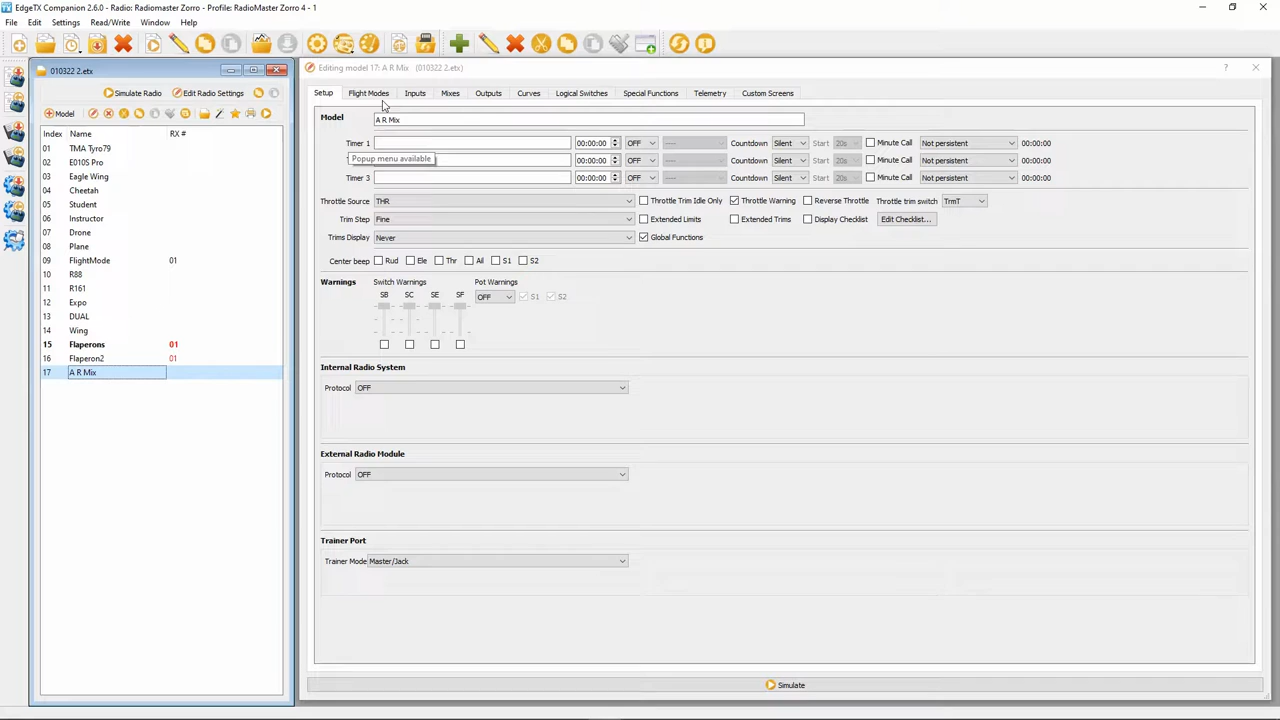 EdgeTX Companion 2.6.0 - Radio: Radiomaster Zorro - Profile: RadioMaster Zorro 4 - 1
File Edit Settings Read/Write Window Help
010322 2.etx
Simulate Radio Edit Radio Settings
Model
Index Name RX #
01 TMA Tyro79
02 E010S Pro
03 Eagle Wing
04 Cheetah
05 Student
06 Instructor
07 Drone
08 Plane
09 FlightMode 01
10 R88
11 R161
12 Expo
13 DUAL
14 Wing
15 Flaperons 01
16 Flaperon2 01
17 A R Mix
Editing model 17: A R Mix (010322 2.etx)
Setup Flight Modes Inputs Mixes Outputs Curves Logical Switches Special Functions Telemetry Custom Screens
Model A R Mix
Timer 1 00:00:00 OFF ---- Countdown Silent Start 20s Minute Call Not persistent 00:00:00
Popup menu available 00:00:00 OFF ---- Countdown Silent Start 20s Minute Call Not persistent 00:00:00
Timer 3 00:00:00 OFF ---- Countdown Silent Start 20s Minute Call Not persistent 00:00:00
Throttle Source THR Throttle Trim Idle Only Throttle Warning Reverse Throttle Throttle trim switch TrmT
Trim Step Fine Extended Limits Extended Trims Display Checklist Edit Checklist...
Trims Display Never Global Functions
Center beep Rud Ele Thr Ail S1 S2
Warnings Switch Warnings Pot Warnings
SB SC SE SF OFF S1 S2
Internal Radio System
Protocol OFF
External Radio Module
Protocol OFF
Trainer Port
Trainer Mode Master/Jack
Simulate